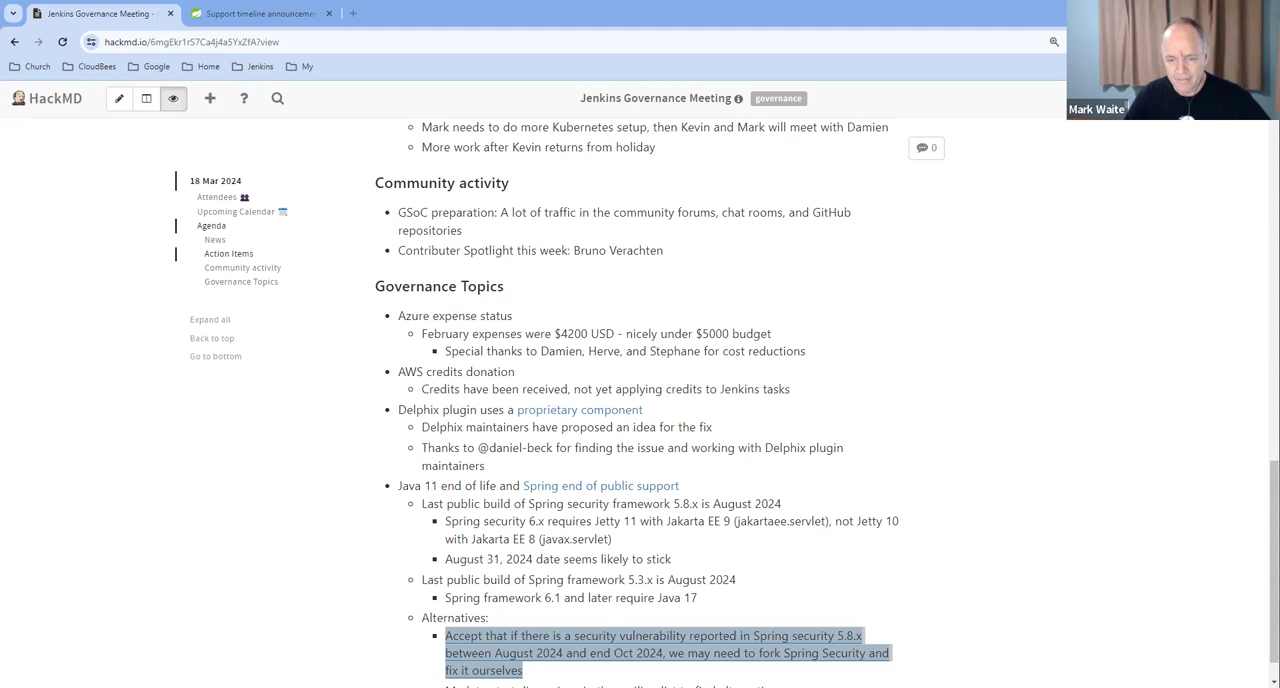 Jenkins Governance Meeting -
Support timeline announcemen
hackmd.io/6mgEkr1rS7Ca4j4a5YxZfA?view
Church
CloudBees
Google
Home
Jenkins
My
HackMD
Jenkins Governance Meeting
governance
Mark Waite
Mark needs to do more Kubernetes setup, then Kevin and Mark will meet with Damien
More work after Kevin returns from holiday
0
18 Mar 2024
Attendees
Upcoming Calendar
Agenda
News
Action Items
Community activity
Governance Topics
Expand all
Back to top
Go to bottom
Community activity
GSoC preparation: A lot of traffic in the community forums, chat rooms, and GitHub
repositories
Contributer Spotlight this week: Bruno Verachten
Governance Topics
Azure expense status
February expenses were $4200 USD - nicely under $5000 budget
Special thanks to Damien, Herve, and Stephane for cost reductions
AWS credits donation
Credits have been received, not yet applying credits to Jenkins tasks
Delphix plugin uses a proprietary component
Delphix maintainers have proposed an idea for the fix
Thanks to @daniel-beck for finding the issue and working with Delphix plugin
maintainers
Java 11 end of life and Spring end of public support
Last public build of Spring security framework 5.8.x is August 2024
Spring security 6.x requires Jetty 11 with Jakarta EE 9 (jakartaee.servlet), not Jetty 10
with Jakarta EE 8 (javax.servlet)
August 31, 2024 date seems likely to stick
Last public build of Spring framework 5.3.x is August 2024
Spring framework 6.1 and later require Java 17
Alternatives:
Accept that if there is a security vulnerability reported in Spring security 5.8.x
between August 2024 and end Oct 2024, we may need to fork Spring Security and
fix it ourselves